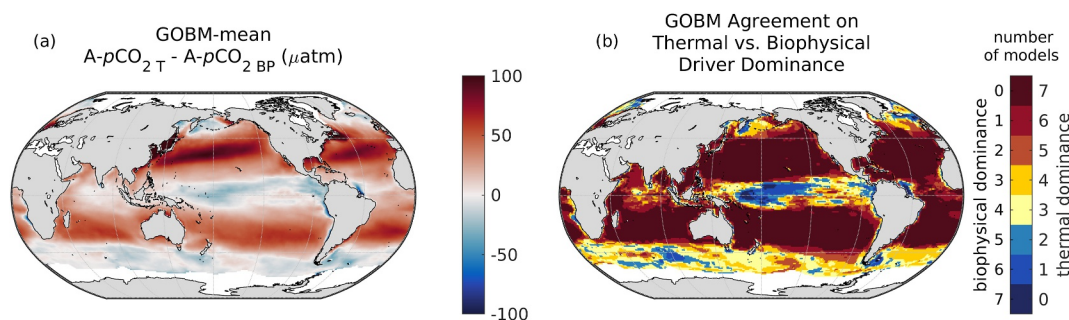 (a)
GOBM-mean
A-pCO2 T - A-pCO2 BP (μatm)
100
50
0
-50
-100
(b)
GOBM Agreement on
Thermal vs. Biophysical
Driver Dominance
number
of models
biophysical dominance
0 7
1 6
2 5
3 4
4 3
5 2
6 1
7 0
thermal dominance